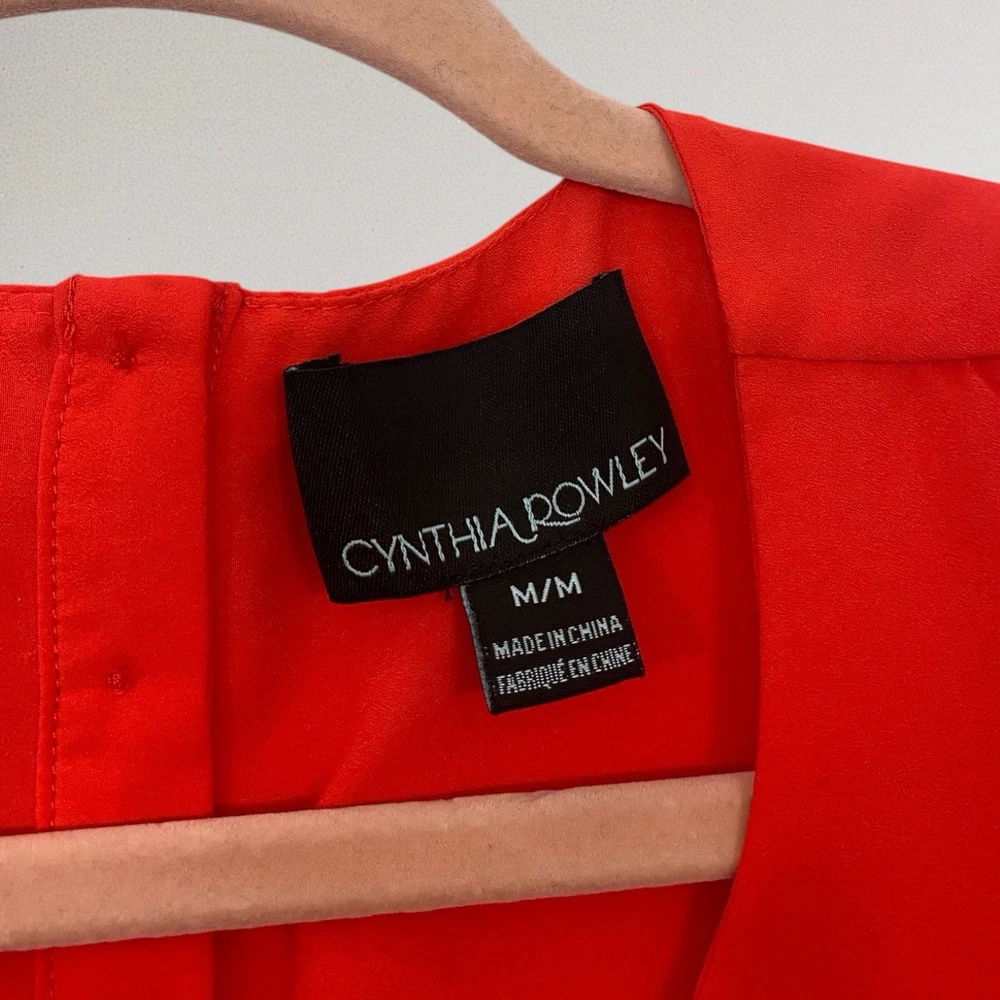 CYNTHIA ROWLEY
M/M
MADE IN CHINA
FABRIQUÉ EN CHINE